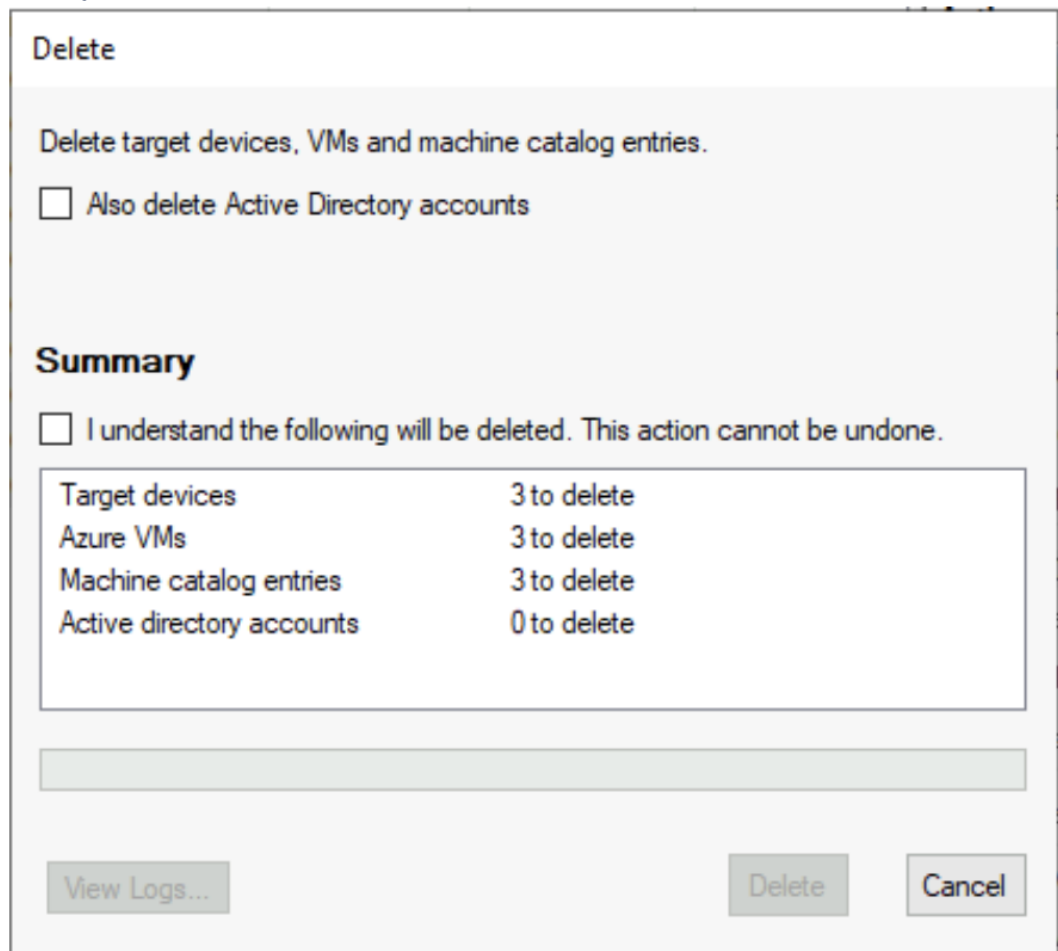 Delete
Delete target devices, VMs and machine catalog entries.
Also delete Active Directory accounts
Summary
I understand the following will be deleted. This action cannot be undone.
Target devices 3 to delete
Azure VMs 3 to delete
Machine catalog entries 3 to delete
Active directory accounts 0 to delete
View Logs... Delete Cancel